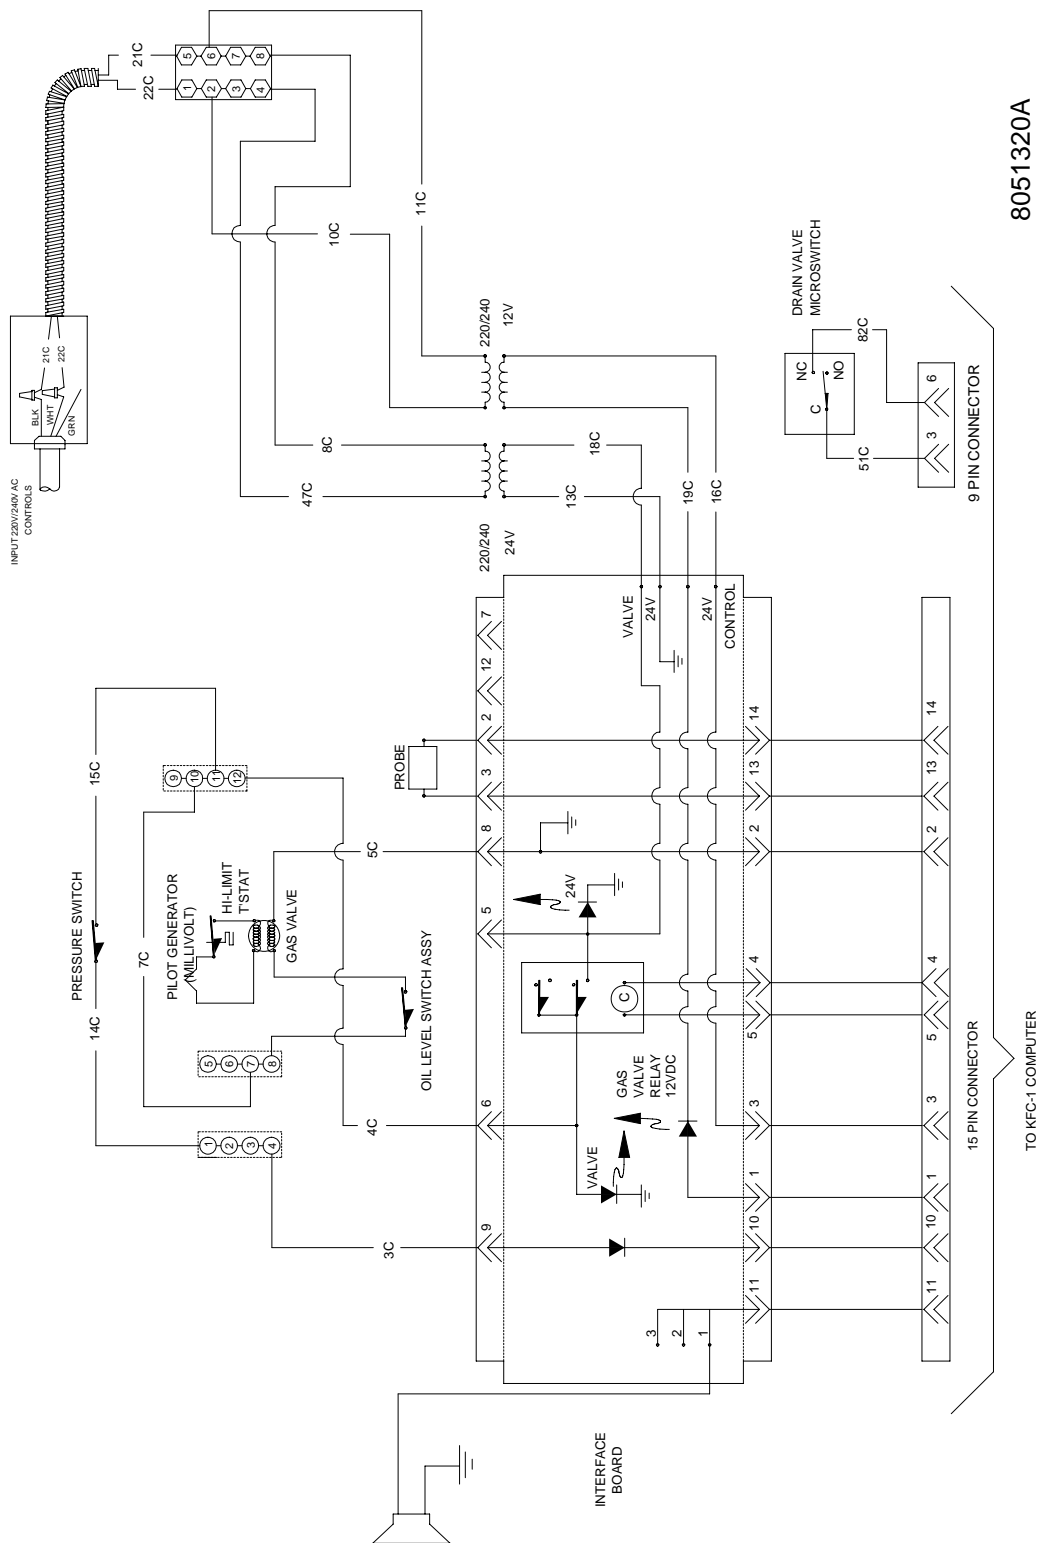 INPUT 220V/240V AC
CONTROLS
BLK
WHT
GRN
21C
22C
21C
22C
5
6
7
8
1
2
3
4
11C
10C
8C
47C
220/240
12V
220/240
24V
18C
13C
19C
16C
DRAIN VALVE
MICROSWITCH
NC
NO
C
82C
51C
6
3
9 PIN CONNECTOR
8051320A
PRESSURE SWITCH
15C
14C
9
10
11
12
7C
PILOT GENERATOR
(MILLIVOLT)
HI-LIMIT
T'STAT
GAS VALVE
OIL LEVEL SWITCH ASSY
5
6
7
8
1
2
3
4
5C
4C
3C
PROBE
7
12
2
3
8
5
6
9
VALVE
24V
24V
CONTROL
24V
C
GAS
VALVE
RELAY
12VDC
VALVE
3
2
1
14
13
2
4
5
3
1
10
11
14
13
2
4
5
3
1
10
11
15 PIN CONNECTOR
TO KFC-1 COMPUTER
INTERFACE
BOARD